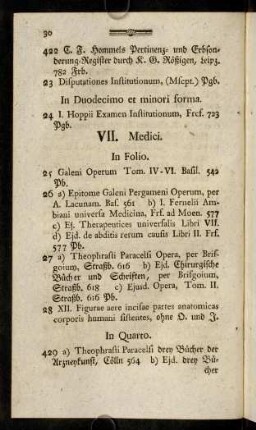 30
422 C. F. Hommels Pertinenz- und Erbson-
derung-Register durch K. G. Rößigen, Leipz.
782 Frb.
23 Disputationes Institutionum, (Mscpt.) Pgb.
In Duodecimo et minori forma.
24 I. Hoppii Examen Institutionum, Frcf. 723
Pgb.
VII. Medici.
In Folio.
25 Galeni Operum Tom. IV-VI. Basil. 542
Pb.
26 a) Epitome Galeni Pergameni Operum, per
A. Lacunam. Bas. 561 b) I. Fernelii Am-
biani universa Medicina, Frf. ad Moen. 577
c) Ej. Therapeutices universalis Libri VII.
d) Ejd. de abditis rerum causis Libri II. Frf.
577 Pb.
27 a) Theophrasti Paracelsi Opera, per Bris-
goium, Straßb. 616 b) Ejd. Chirurgische
Bücher und Schriften, per Brisgoium,
Straßb. 618 c) Ejusd. Opera, Tom. II.
Straßb. 616 Pb.
28 XII. Figurae aere incisae partes anatomicas
corporis humani sistentes, ohne O. und J.
In Quarto.
420 a) Theophrasti Paracelsi drey Bücher der
Arzneykunst, Cölln 564 b) Ejd. drey Bü-
cher